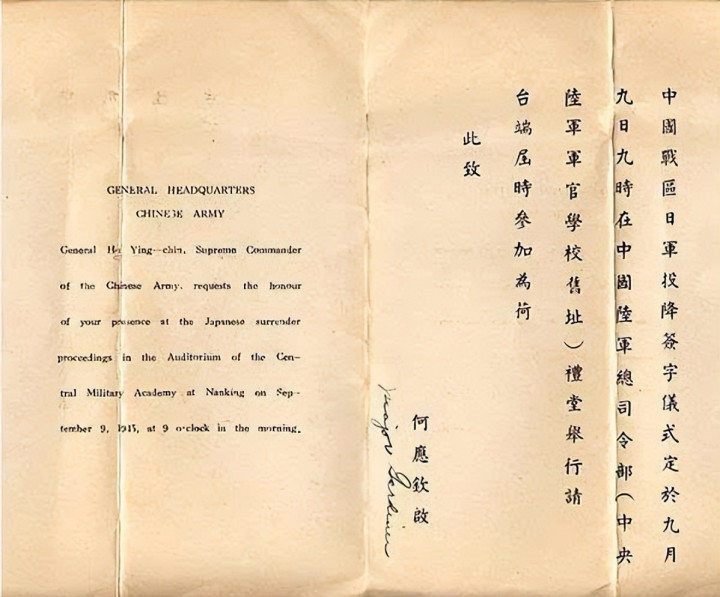 GENERAL HEADQUARTERS
CHINESE ARMY
General Ho Ying—chin, Supreme Commander
of the Chinese Army, requests the honour
of your presence at the Japanese surrender
proceedings in the Auditorium of the Cen-
tral Military Academy at Nanking on Sep-
tember 9, 1945, at 9 o'clock in the morning.
中國戰區日軍投降簽字儀式定於九月
九日九時在中國陸軍總司令部（中央
陸軍軍官學校舊址）禮堂舉行請
台端屆時參加為荷
此致
Major Gardiner
何應欽啟